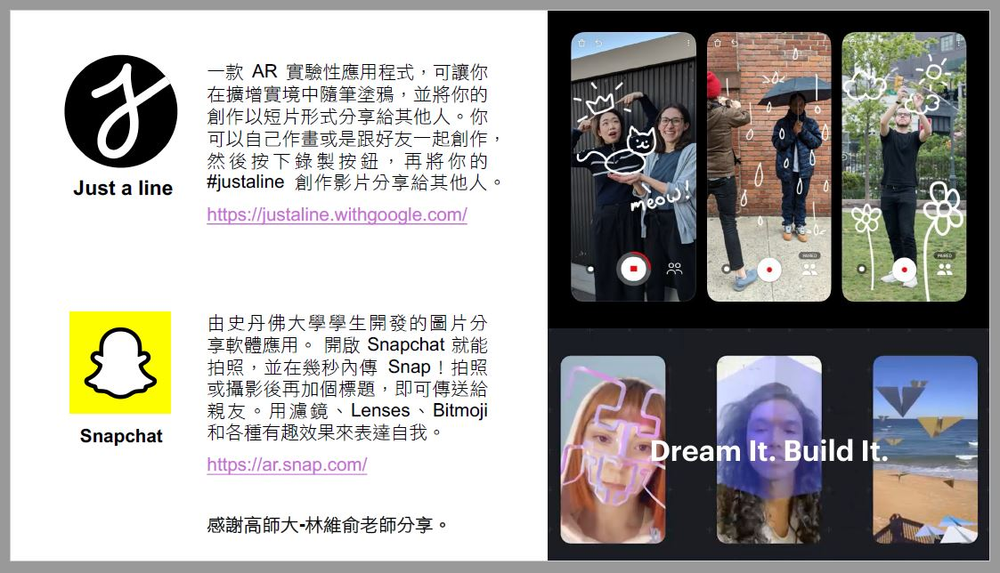 Just a line
一款 AR 實驗性應用程式，可讓你
在擴增實境中隨筆塗鴉，並將你的
創作以短片形式分享給其他人。你
可以自己作畫或是跟好友一起創作，
然後按下錄製按鈕，再將你的
#justaline 創作影片分享給其他人。
https://justaline.withgoogle.com/
Snapchat
由史丹佛大學學生開發的圖片分
享軟體應用。 開啟 Snapchat 就能
拍照，並在幾秒內傳 Snap！拍照
或攝影後再加個標題，即可傳送給
親友。用濾鏡、Lenses、Bitmoji
和各種有趣效果來表達自我。
https://ar.snap.com/
感謝高師大-林維俞老師分享。
meow!
PAIRED
PAIRED
Dream It. Build It.